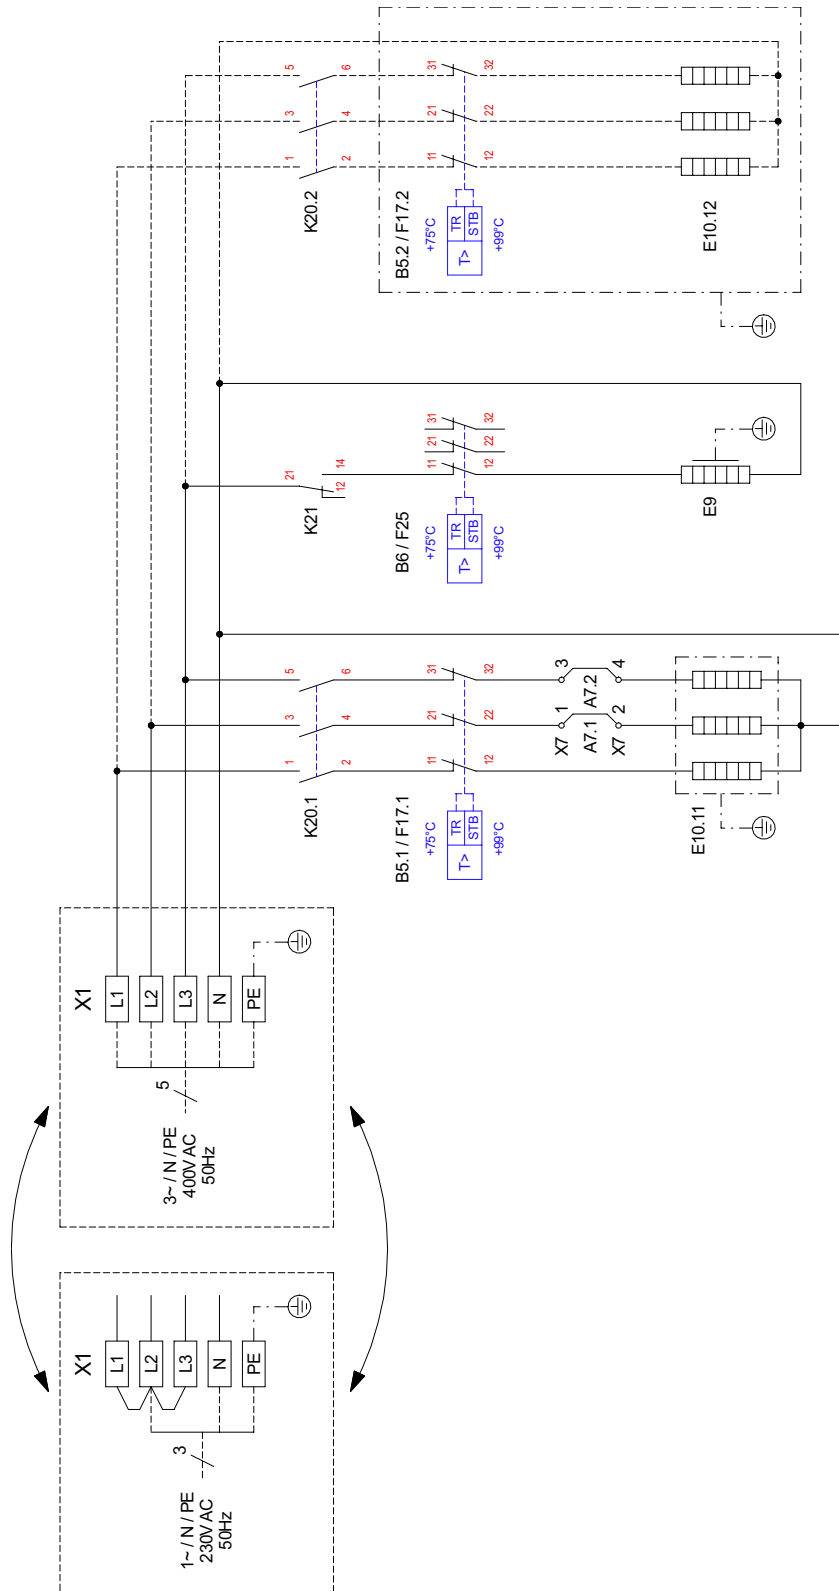 1~ / N / PE
230V AC
50Hz
3
X1
L1
L2
L3
N
PE
3~ / N / PE
400V AC
50Hz
5
X1
L1
L2
L3
N
PE
K20.1
1
3
5
2
4
6
B5.1 / F17.1
+75°C
T>
TR
STB
+99°C
11
21
31
12
22
32
X7
1
3
A7.1
A7.2
X7
2
4
E10.11
K21
21
12
14
B6 / F25
+75°C
T>
TR
STB
+99°C
11
21
31
12
22
32
E9
K20.2
1
3
5
2
4
6
B5.2 / F17.2
+75°C
T>
TR
STB
+99°C
11
21
31
12
22
32
E10.12